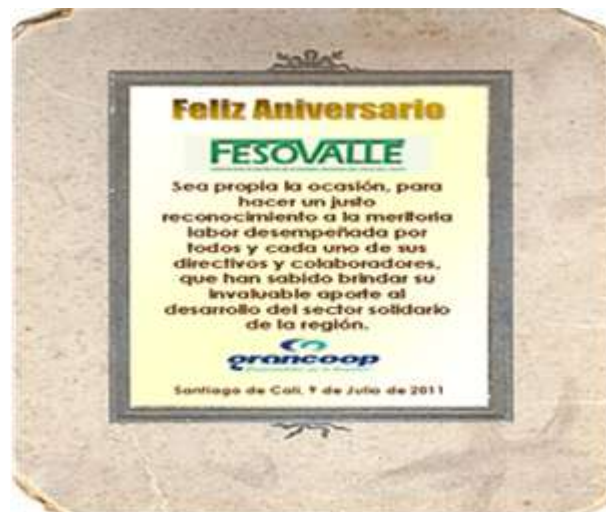 Feliz Aniversario
FESOVALLE
Sea propia la ocasión, para
hacer un justo
reconocimiento a la meritoria
labor desempeñada por
todos y cada uno de sus
directivos y colaboradores,
que han sabido brindar su
invaluable aporte al
desarrollo del sector solidario
de la región.
grancoop
Santiago de Cali, 9 de Julio de 2011